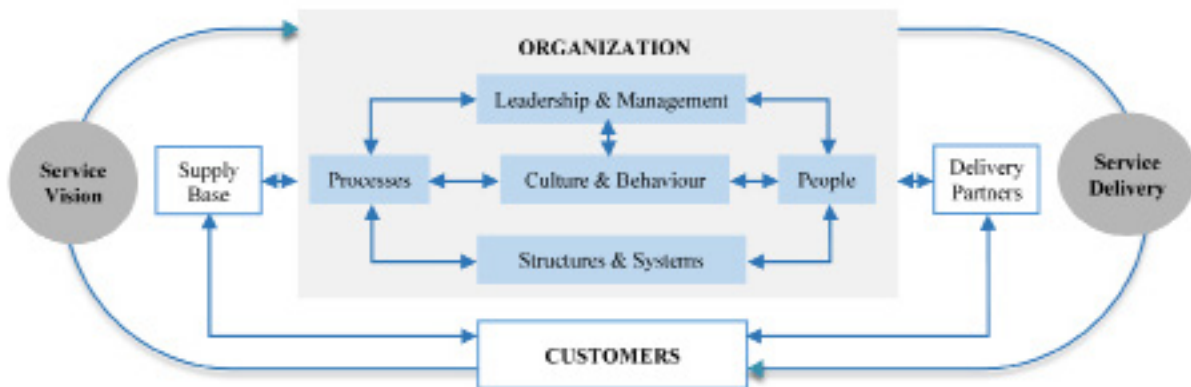 ORGANIZATION
Leadership & Management
Service
Vision
Supply
Base
Processes
Culture & Behaviour
People
Delivery
Partners
Service
Delivery
Structures & Systems
CUSTOMERS